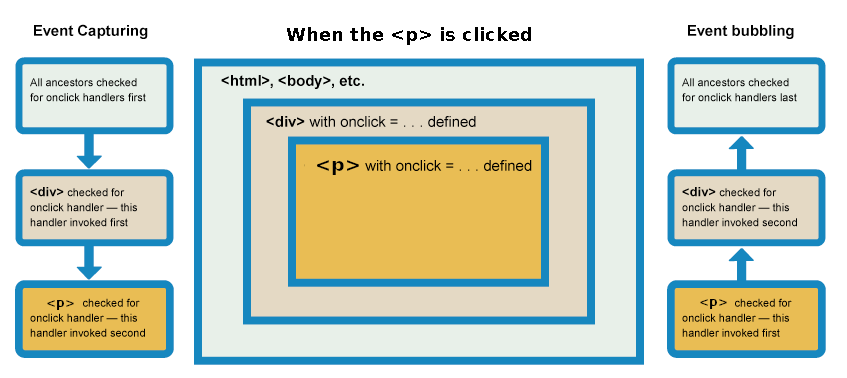 Event Capturing
All ancestors checked
for onclick handlers first
<div> checked for
onclick handler — this
handler invoked first
<p> checked for
onclick handler — this
handler invoked second
When the <p> is clicked
<html>, <body>, etc.
<div> with onclick = . . . defined
<p> with onclick = . . . defined
Event bubbling
All ancestors checked
for onclick handlers last
<div> checked for
onclick handler — this
handler invoked second
<p> checked for
onclick handler — this
handler invoked first